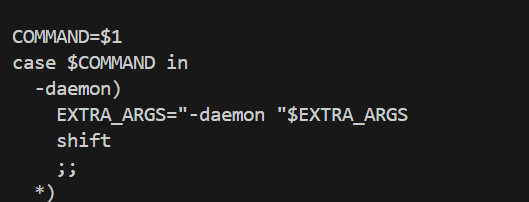 COMMAND=$1
case $COMMAND in
  -daemon)
    EXTRA_ARGS="-daemon "$EXTRA_ARGS
    shift
    ;;
  *)